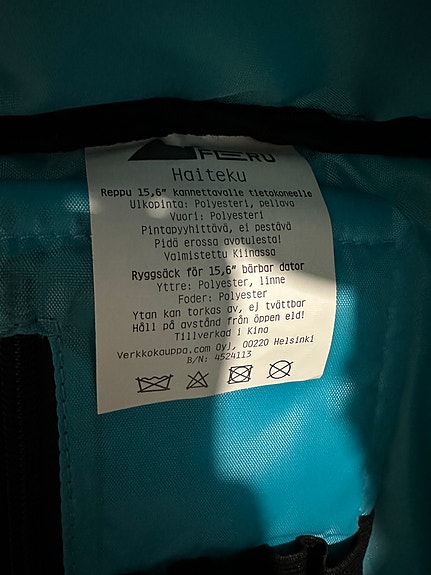 FERU
Haiteku
Reppu 15,6" kannettavalle tietokoneelle
Ulkopinta: Polyesteri, pellava
Vuori: Polyesteri
Pintapyyhittävä, ei pestävä
Pidä erossa avotulesta!
Valmistettu Kiinassa
Ryggsäck för 15,6" bärbar dator
Yttre: Polyester, linne
Foder: Polyester
Ytan kan torkas av, ej tvättbar
Håll på avstånd från öppen eld!
Tillverkad i Kina
Verkkokauppa.com Oyj, 00220 Helsinki
B/N: 4524113